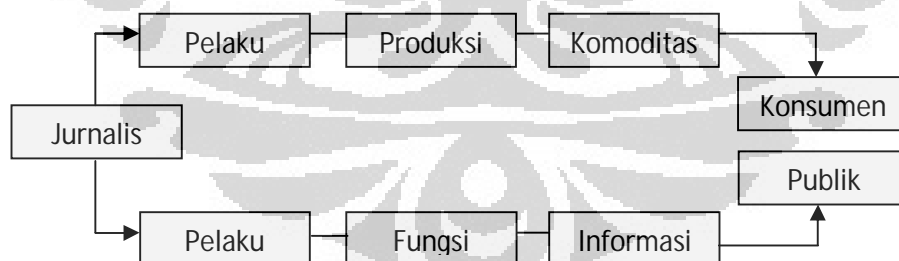 Pelaku
Produksi
Komoditas
Konsumen
Jurnalis
Publik
Pelaku
Fungsi
Informasi